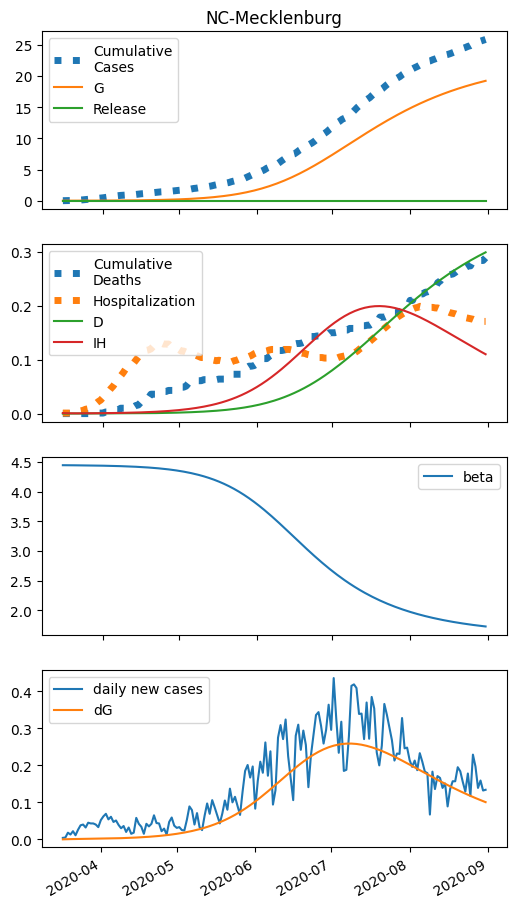 NC-Mecklenburg
25
20
15
10
5
0
Cumulative
Cases
G
Release
0.3
0.2
0.1
0.0
Cumulative
Deaths
Hospitalization
D
IH
4.5
4.0
3.5
3.0
2.5
2.0
beta
0.4
0.3
0.2
0.1
0.0
daily new cases
dG
2020-04
2020-05
2020-06
2020-07
2020-08
2020-09